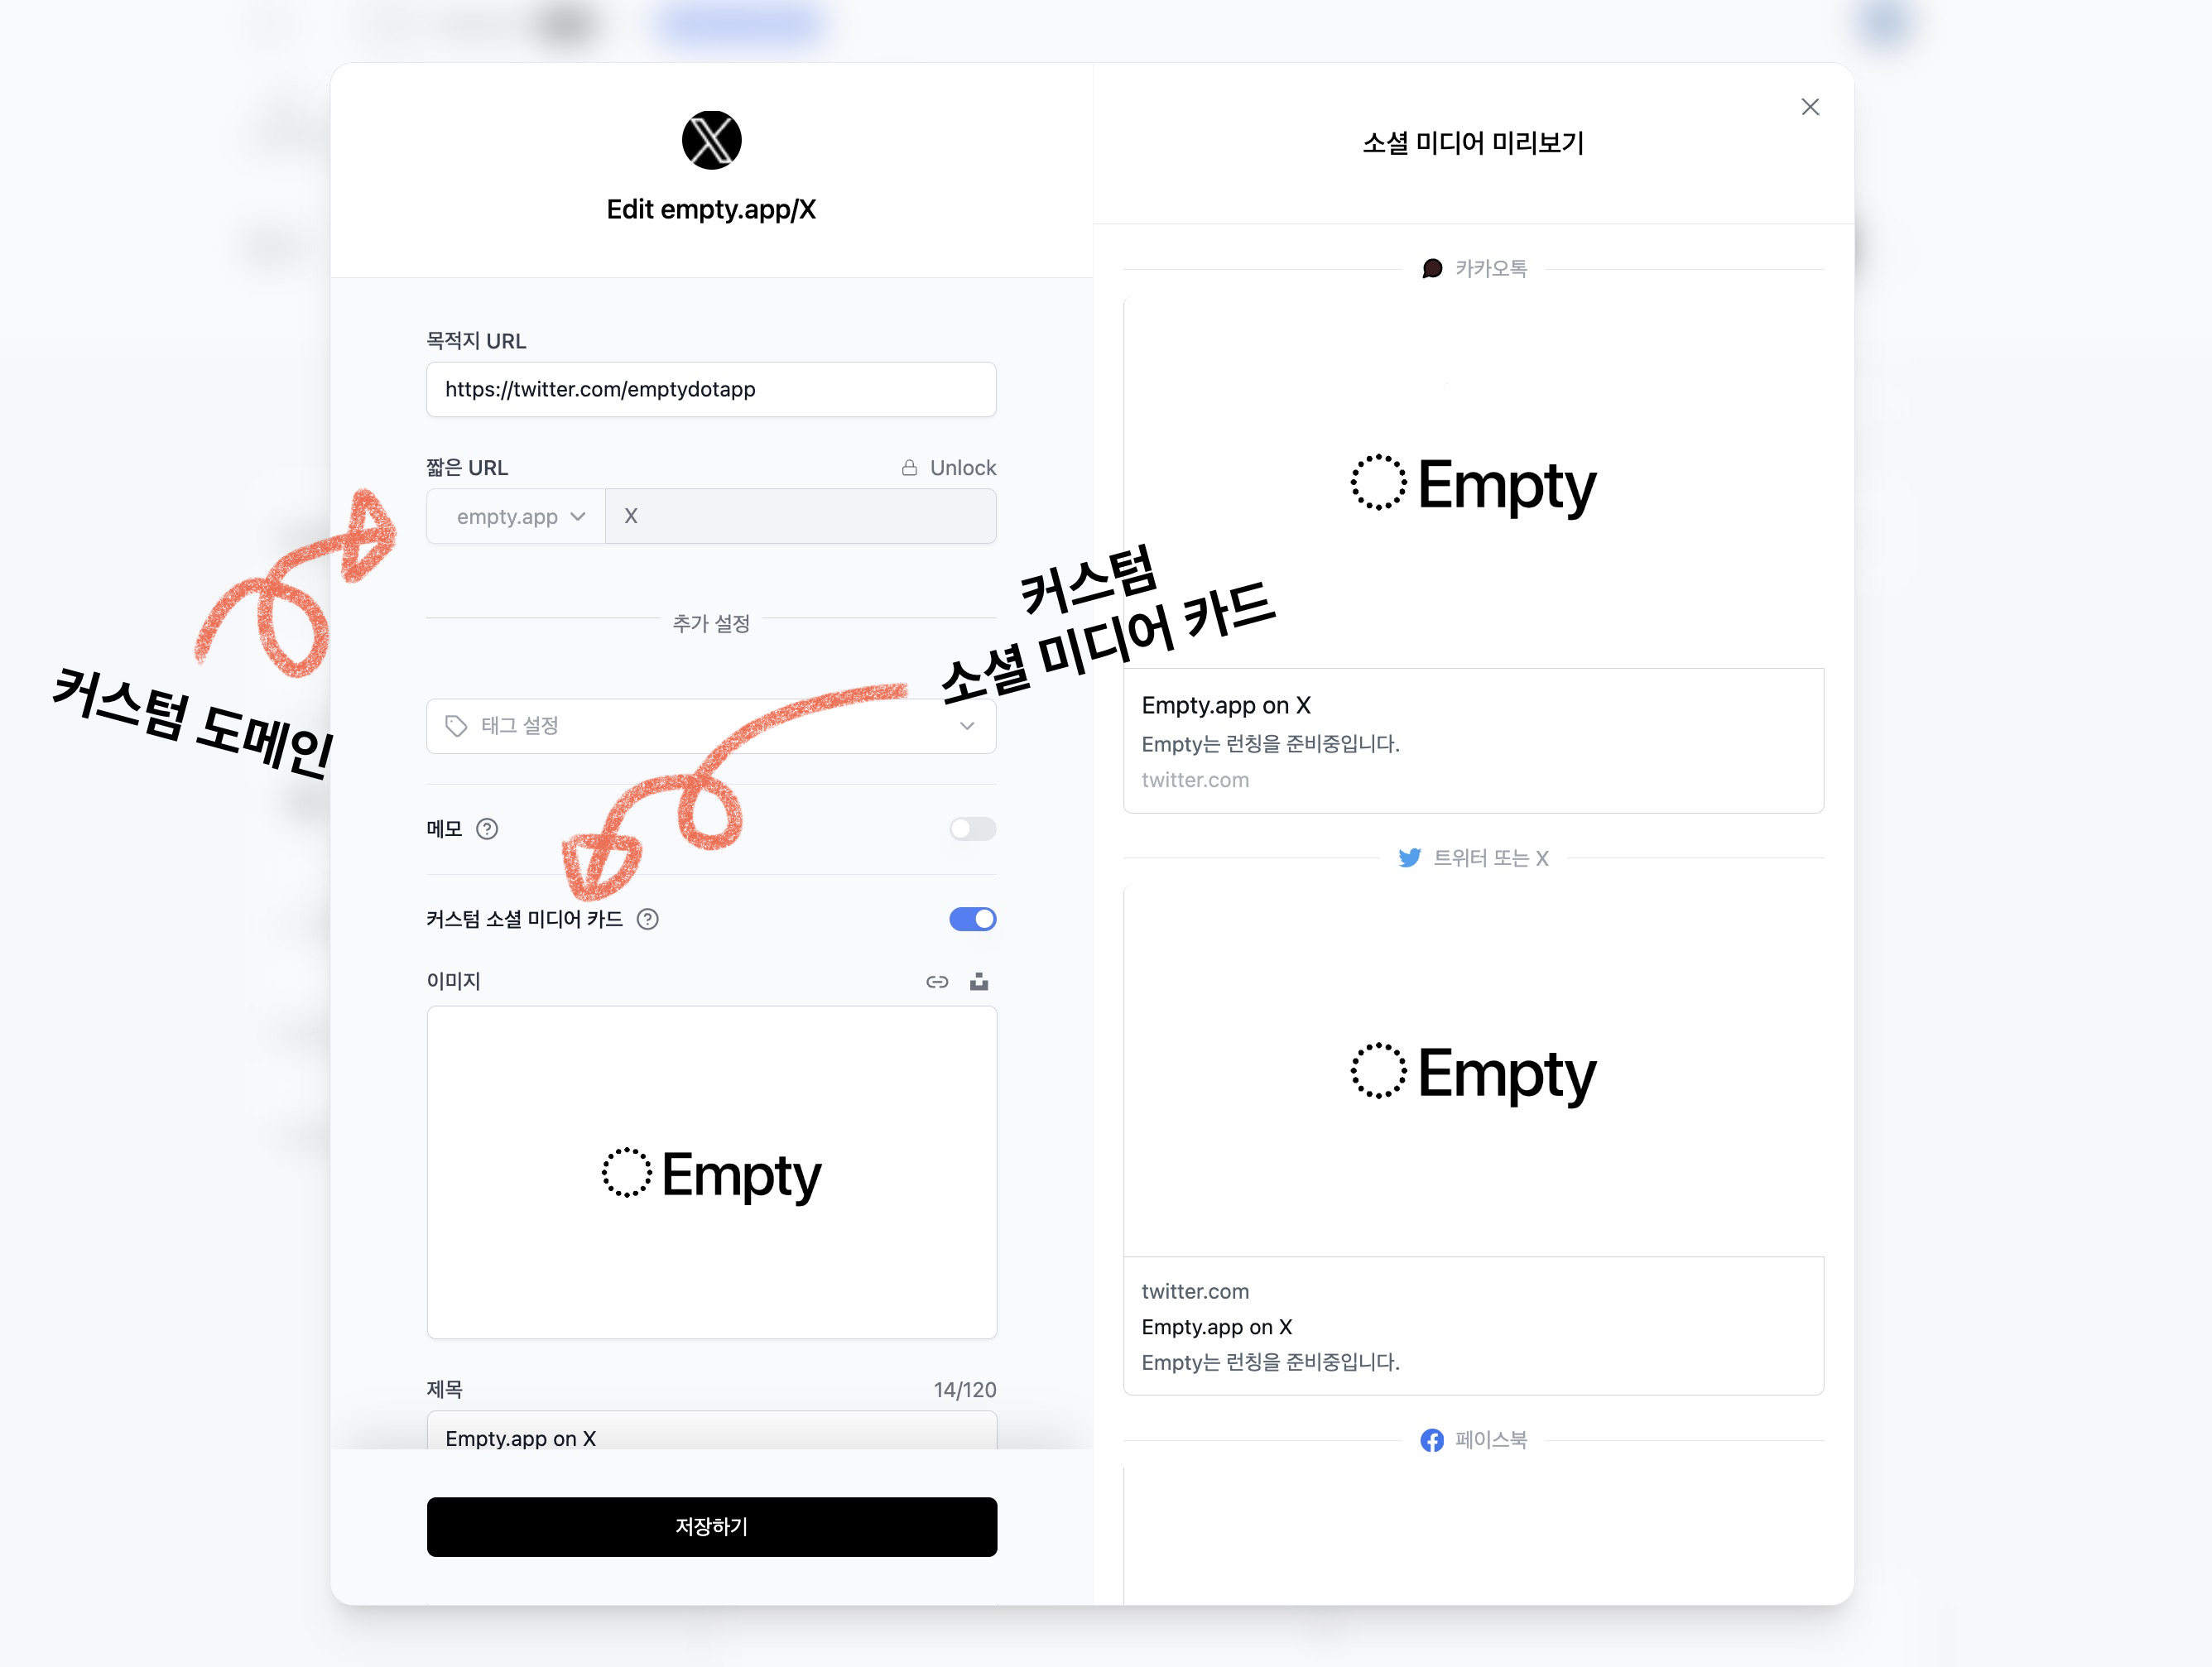 Edit empty.app/X
목적지 URL
https://twitter.com/emptydotapp
짧은 URL
Unlock
empty.app
X
추가 설정
태그 설정
메모
커스텀 소셜 미디어 카드
이미지
Empty
제목
14/120
Empty.app on X
저장하기
커스텀 도메인
커스텀
소셜 미디어 카드
소셜 미디어 미리보기
카카오톡
Empty
Empty.app on X
Empty는 런칭을 준비중입니다.
twitter.com
트위터 또는 X
Empty
twitter.com
Empty.app on X
Empty는 런칭을 준비중입니다.
페이스북